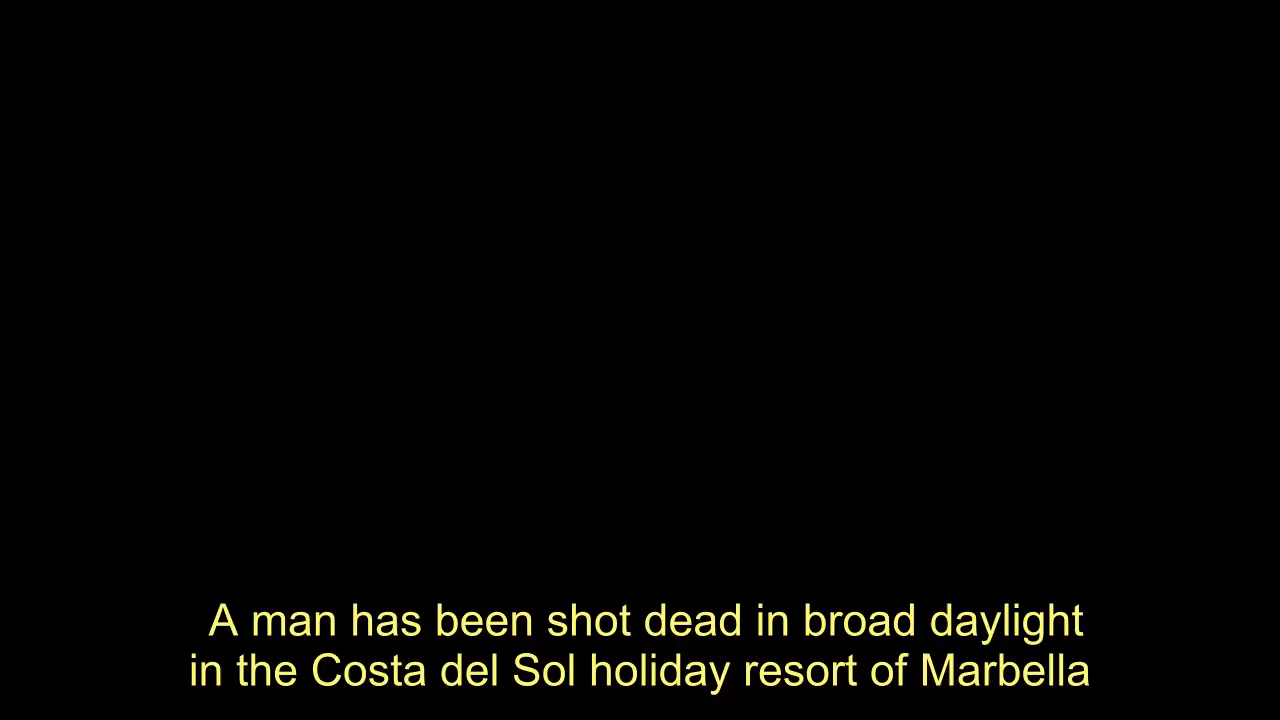 A man has been shot dead in broad daylight
in the Costa del Sol holiday resort of Marbella